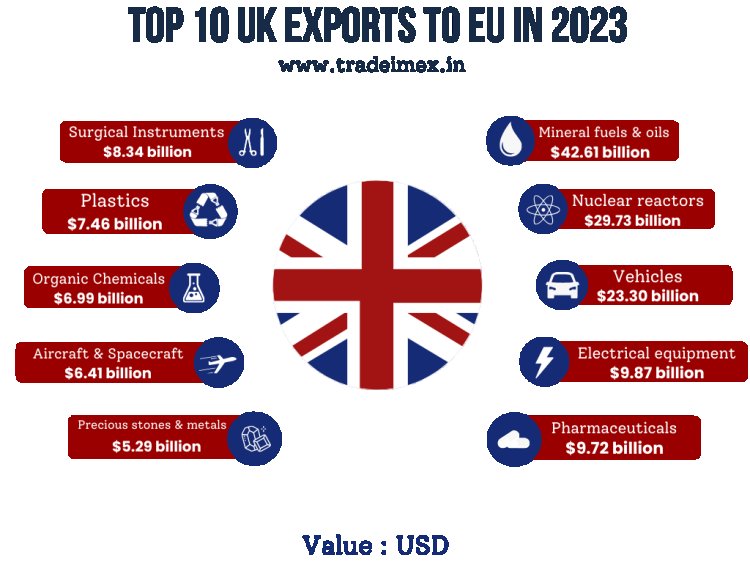 TOP 10 UK EXPORTS TO EU IN 2023
www.tradeimex.in
Surgical Instruments
$8.34 billion
Plastics
$7.46 billion
Organic Chemicals
$6.99 billion
Aircraft & Spacecraft
$6.41 billion
Precious stones & metals
$5.29 billion
Mineral fuels & oils
$42.61 billion
Nuclear reactors
$29.73 billion
Vehicles
$23.30 billion
Electrical equipment
$9.87 billion
Pharmaceuticals
$9.72 billion
Value : USD